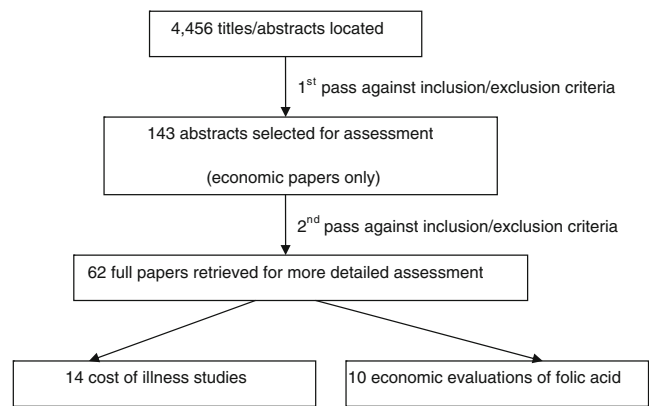 4,456 titles/abstracts located
1st pass against inclusion/exclusion criteria
143 abstracts selected for assessment
(economic papers only)
2nd pass against inclusion/exclusion criteria
62 full papers retrieved for more detailed assessment
14 cost of illness studies
10 economic evaluations of folic acid